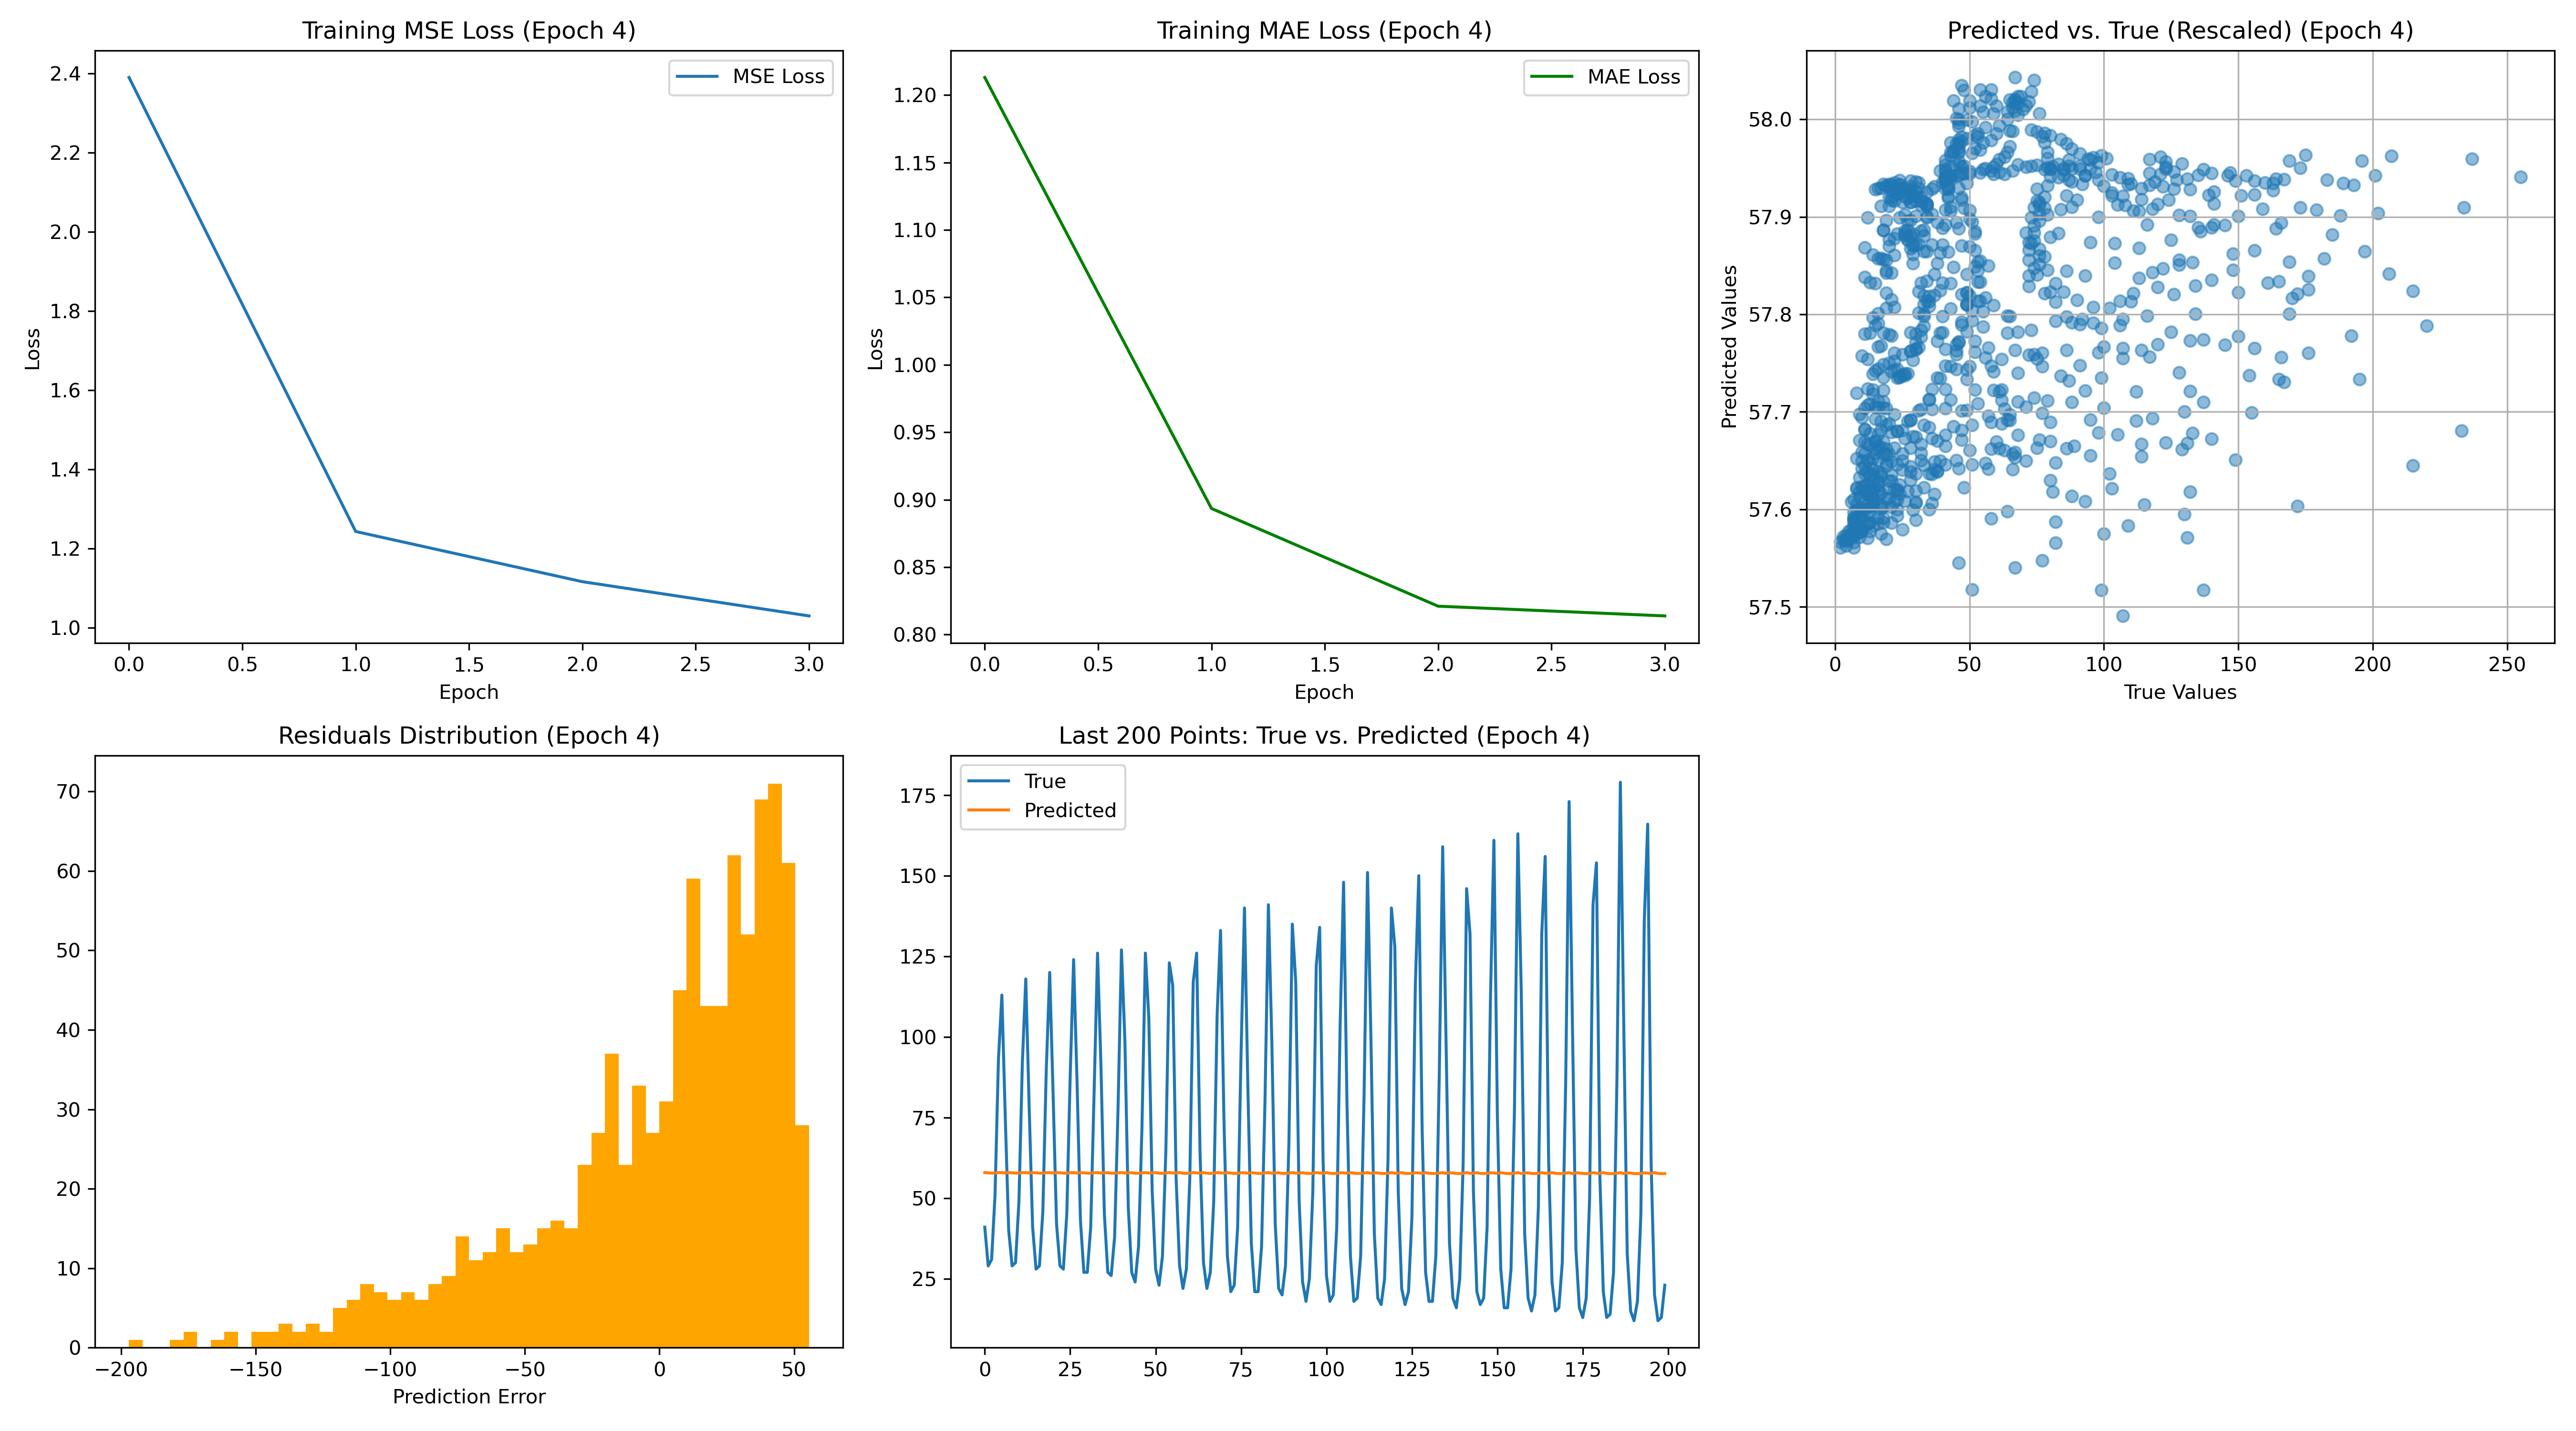 Training MSE Loss (Epoch 4)
MSE Loss
2.4
2.2
2.0
1.8
1.6
1.4
1.2
1.0
Loss
0.0 0.5 1.0 1.5 2.0 2.5 3.0
Epoch
Training MAE Loss (Epoch 4)
MAE Loss
1.20
1.15
1.10
1.05
1.00
0.95
0.90
0.85
0.80
Loss
0.0 0.5 1.0 1.5 2.0 2.5 3.0
Epoch
Predicted vs. True (Rescaled) (Epoch 4)
58.0
57.9
57.8
57.7
57.6
57.5
Predicted Values
0 50 100 150 200 250
True Values
Residuals Distribution (Epoch 4)
70
60
50
40
30
20
10
0
−200 −150 −100 −50 0 50
Prediction Error
Last 200 Points: True vs. Predicted (Epoch 4)
True
Predicted
175
150
125
100
75
50
25
0 25 50 75 100 125 150 175 200